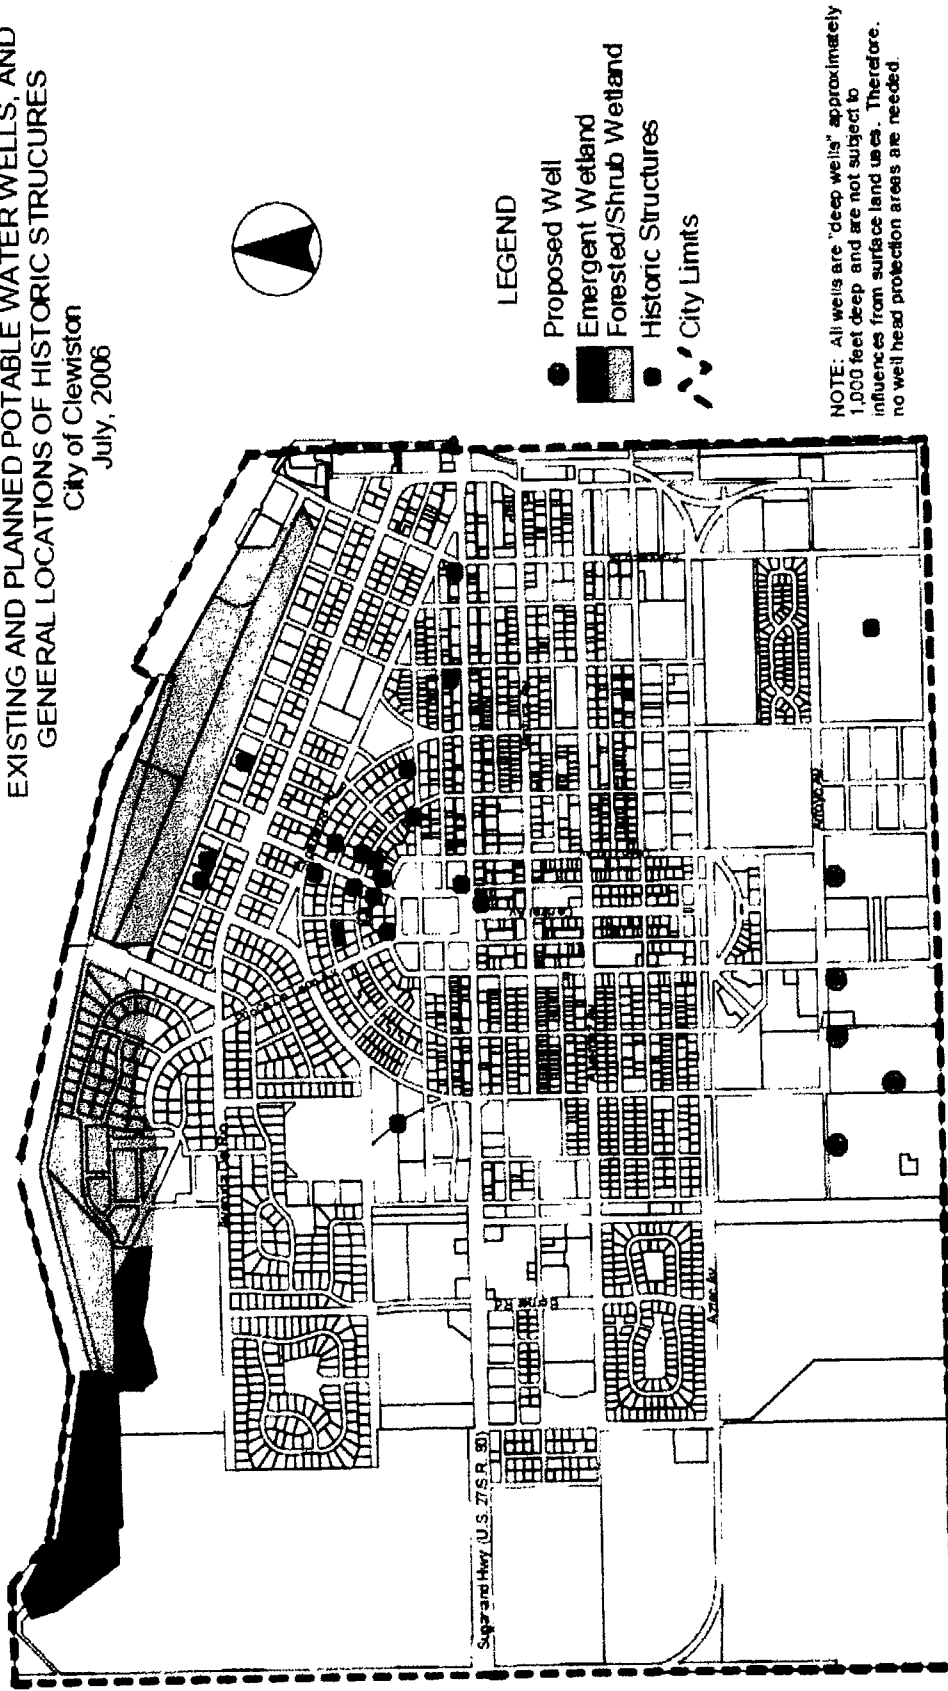 EXISTING AND PLANNED POTABLE WATER WELLS, AND
GENERAL LOCATIONS OF HISTORIC STRUCURES
City of Clewiston
July, 2006
LEGEND
Proposed Well
Emergent Wetland
Forested/Shrub Wetland
Historic Structures
City Limits
NOTE: All wells are "deep wells" approximately
1,000 feet deep and are not subject to
influences from surface land uses. Therefore,
no well head protection areas are needed.
Sugarland Hwy (U.S. 27/S.R. 80)
Aztec Av
Arroyo Av